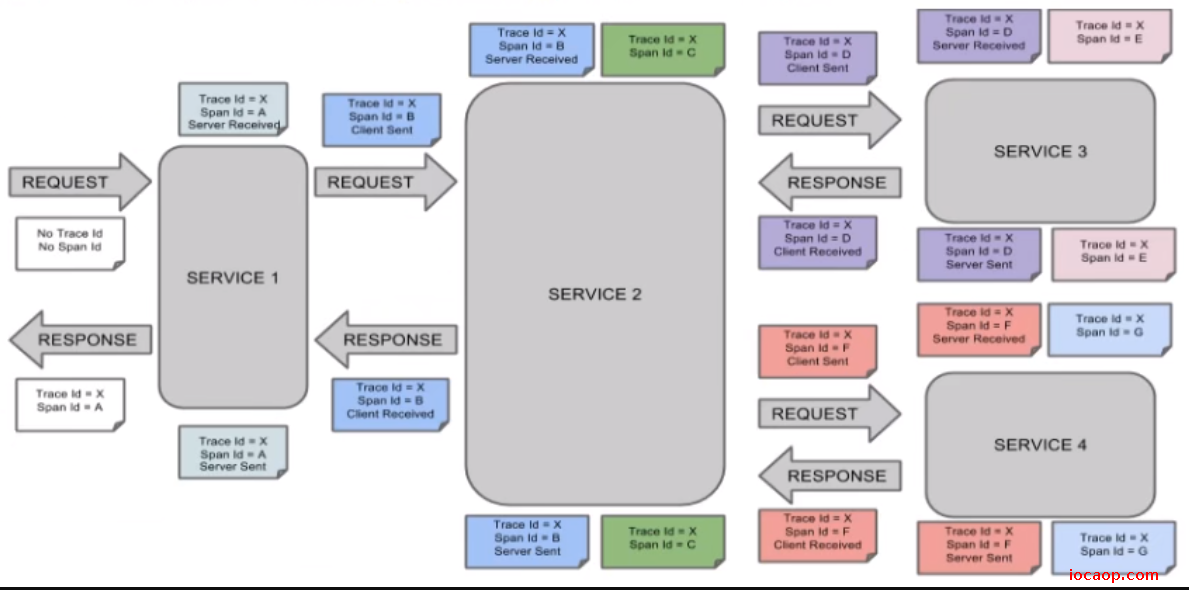 REQUEST
No Trace Id
No Span Id
RESPONSE
Trace Id = X
Span Id = A
Trace Id = X
Span Id = A
Server Received
SERVICE 1
Trace Id = X
Span Id = A
Server Sent
Trace Id = X
Span Id = B
Client Sent
REQUEST
RESPONSE
Trace Id = X
Span Id = B
Client Received
Trace Id = X
Span Id = B
Server Received
Trace Id = X
Span Id = C
SERVICE 2
Trace Id = X
Span Id = B
Server Sent
Trace Id = X
Span Id = C
Trace Id = X
Span Id = D
Client Sent
REQUEST
RESPONSE
Trace Id = X
Span Id = D
Client Received
Trace Id = X
Span Id = D
Server Received
Trace Id = X
Span Id = E
SERVICE 3
Trace Id = X
Span Id = D
Server Sent
Trace Id = X
Span Id = E
Trace Id = X
Span Id = F
Client Sent
REQUEST
RESPONSE
Trace Id = X
Span Id = F
Client Received
Trace Id = X
Span Id = F
Server Received
Trace Id = X
Span Id = G
SERVICE 4
Trace Id = X
Span Id = F
Server Sent
Trace Id = X
Span Id = G
iocaop.com